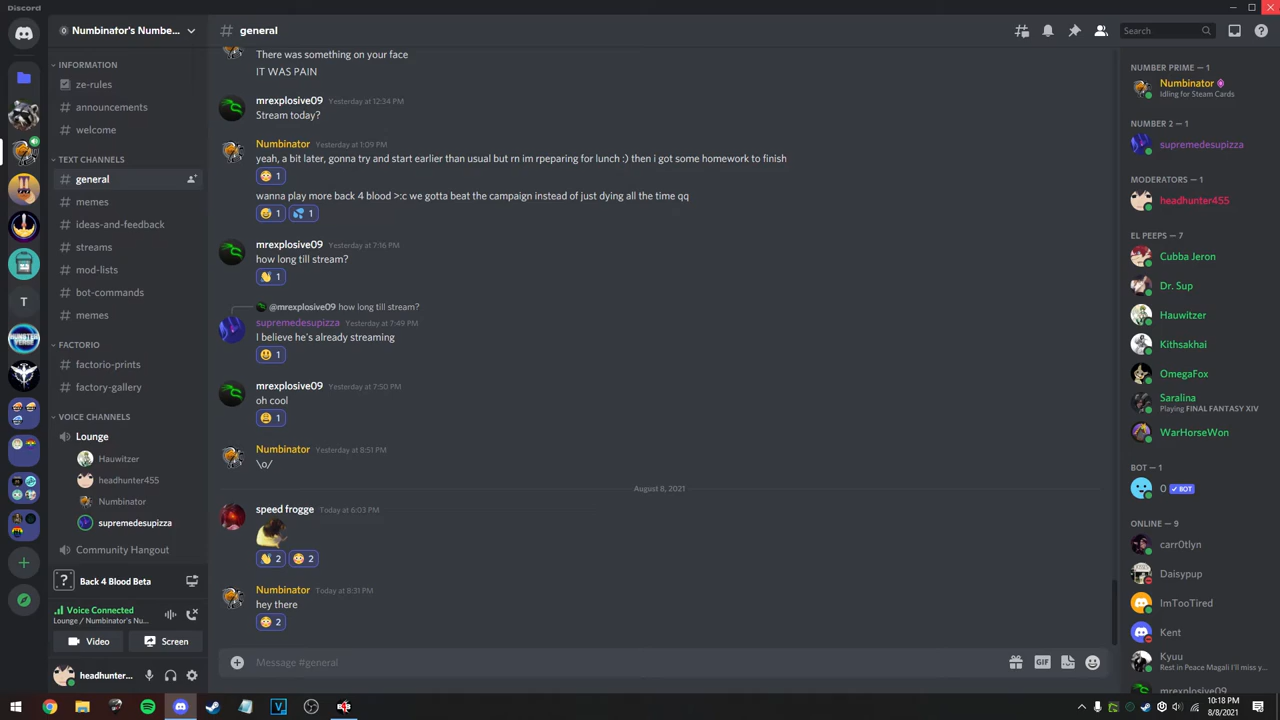 Discord
Numbinator's Numbe...
INFORMATION
ze-rules
announcements
welcome
TEXT CHANNELS
general
memes
ideas-and-feedback
streams
mod-lists
bot-commands
memes
FACTORIO
factorio-prints
factory-gallery
VOICE CHANNELS
Lounge
Hauwitzer
headhunter455
Numbinator
supremedesupizza
Community Hangout
Back 4 Blood Beta
Voice Connected
Lounge / Numbinator's Nu...
Video
Screen
headhunter...
T
general
Search
There was something on your face
IT WAS PAIN
mrexplosive09 Yesterday at 12:34 PM
Stream today?
Numbinator Yesterday at 1:09 PM
yeah, a bit later, gonna try and start earlier than usual but rn im rpeparing for lunch :) then i got some homework to finish
1
wanna play more back 4 blood >:c we gotta beat the campaign instead of just dying all the time qq
1 1
mrexplosive09 Yesterday at 7:16 PM
how long till stream?
1
@mrexplosive09 how long till stream?
supremedesupizza Yesterday at 7:49 PM
I believe he's already streaming
1
mrexplosive09 Yesterday at 7:50 PM
oh cool
1
Numbinator Yesterday at 8:51 PM
\o/
August 8, 2021
speed frogge Today at 6:03 PM
2 2
Numbinator Today at 8:31 PM
hey there
2
Message #general
GIF
NUMBER PRIME — 1
Numbinator
Idling for Steam Cards
NUMBER 2 — 1
supremedesupizza
MODERATORS — 1
headhunter455
EL PEEPS — 7
Cubba Jeron
Dr. Sup
Hauwitzer
Kithsakhai
OmegaFox
Saralina
Playing FINAL FANTASY XIV
WarHorseWon
BOT — 1
0 ✓ BOT
ONLINE — 9
carr0tlyn
Daisypup
ImTooTired
Kent
Kyuu
Rest in Peace Magali I'll miss y...
mrexplosive09
10:18 PM
8/8/2021